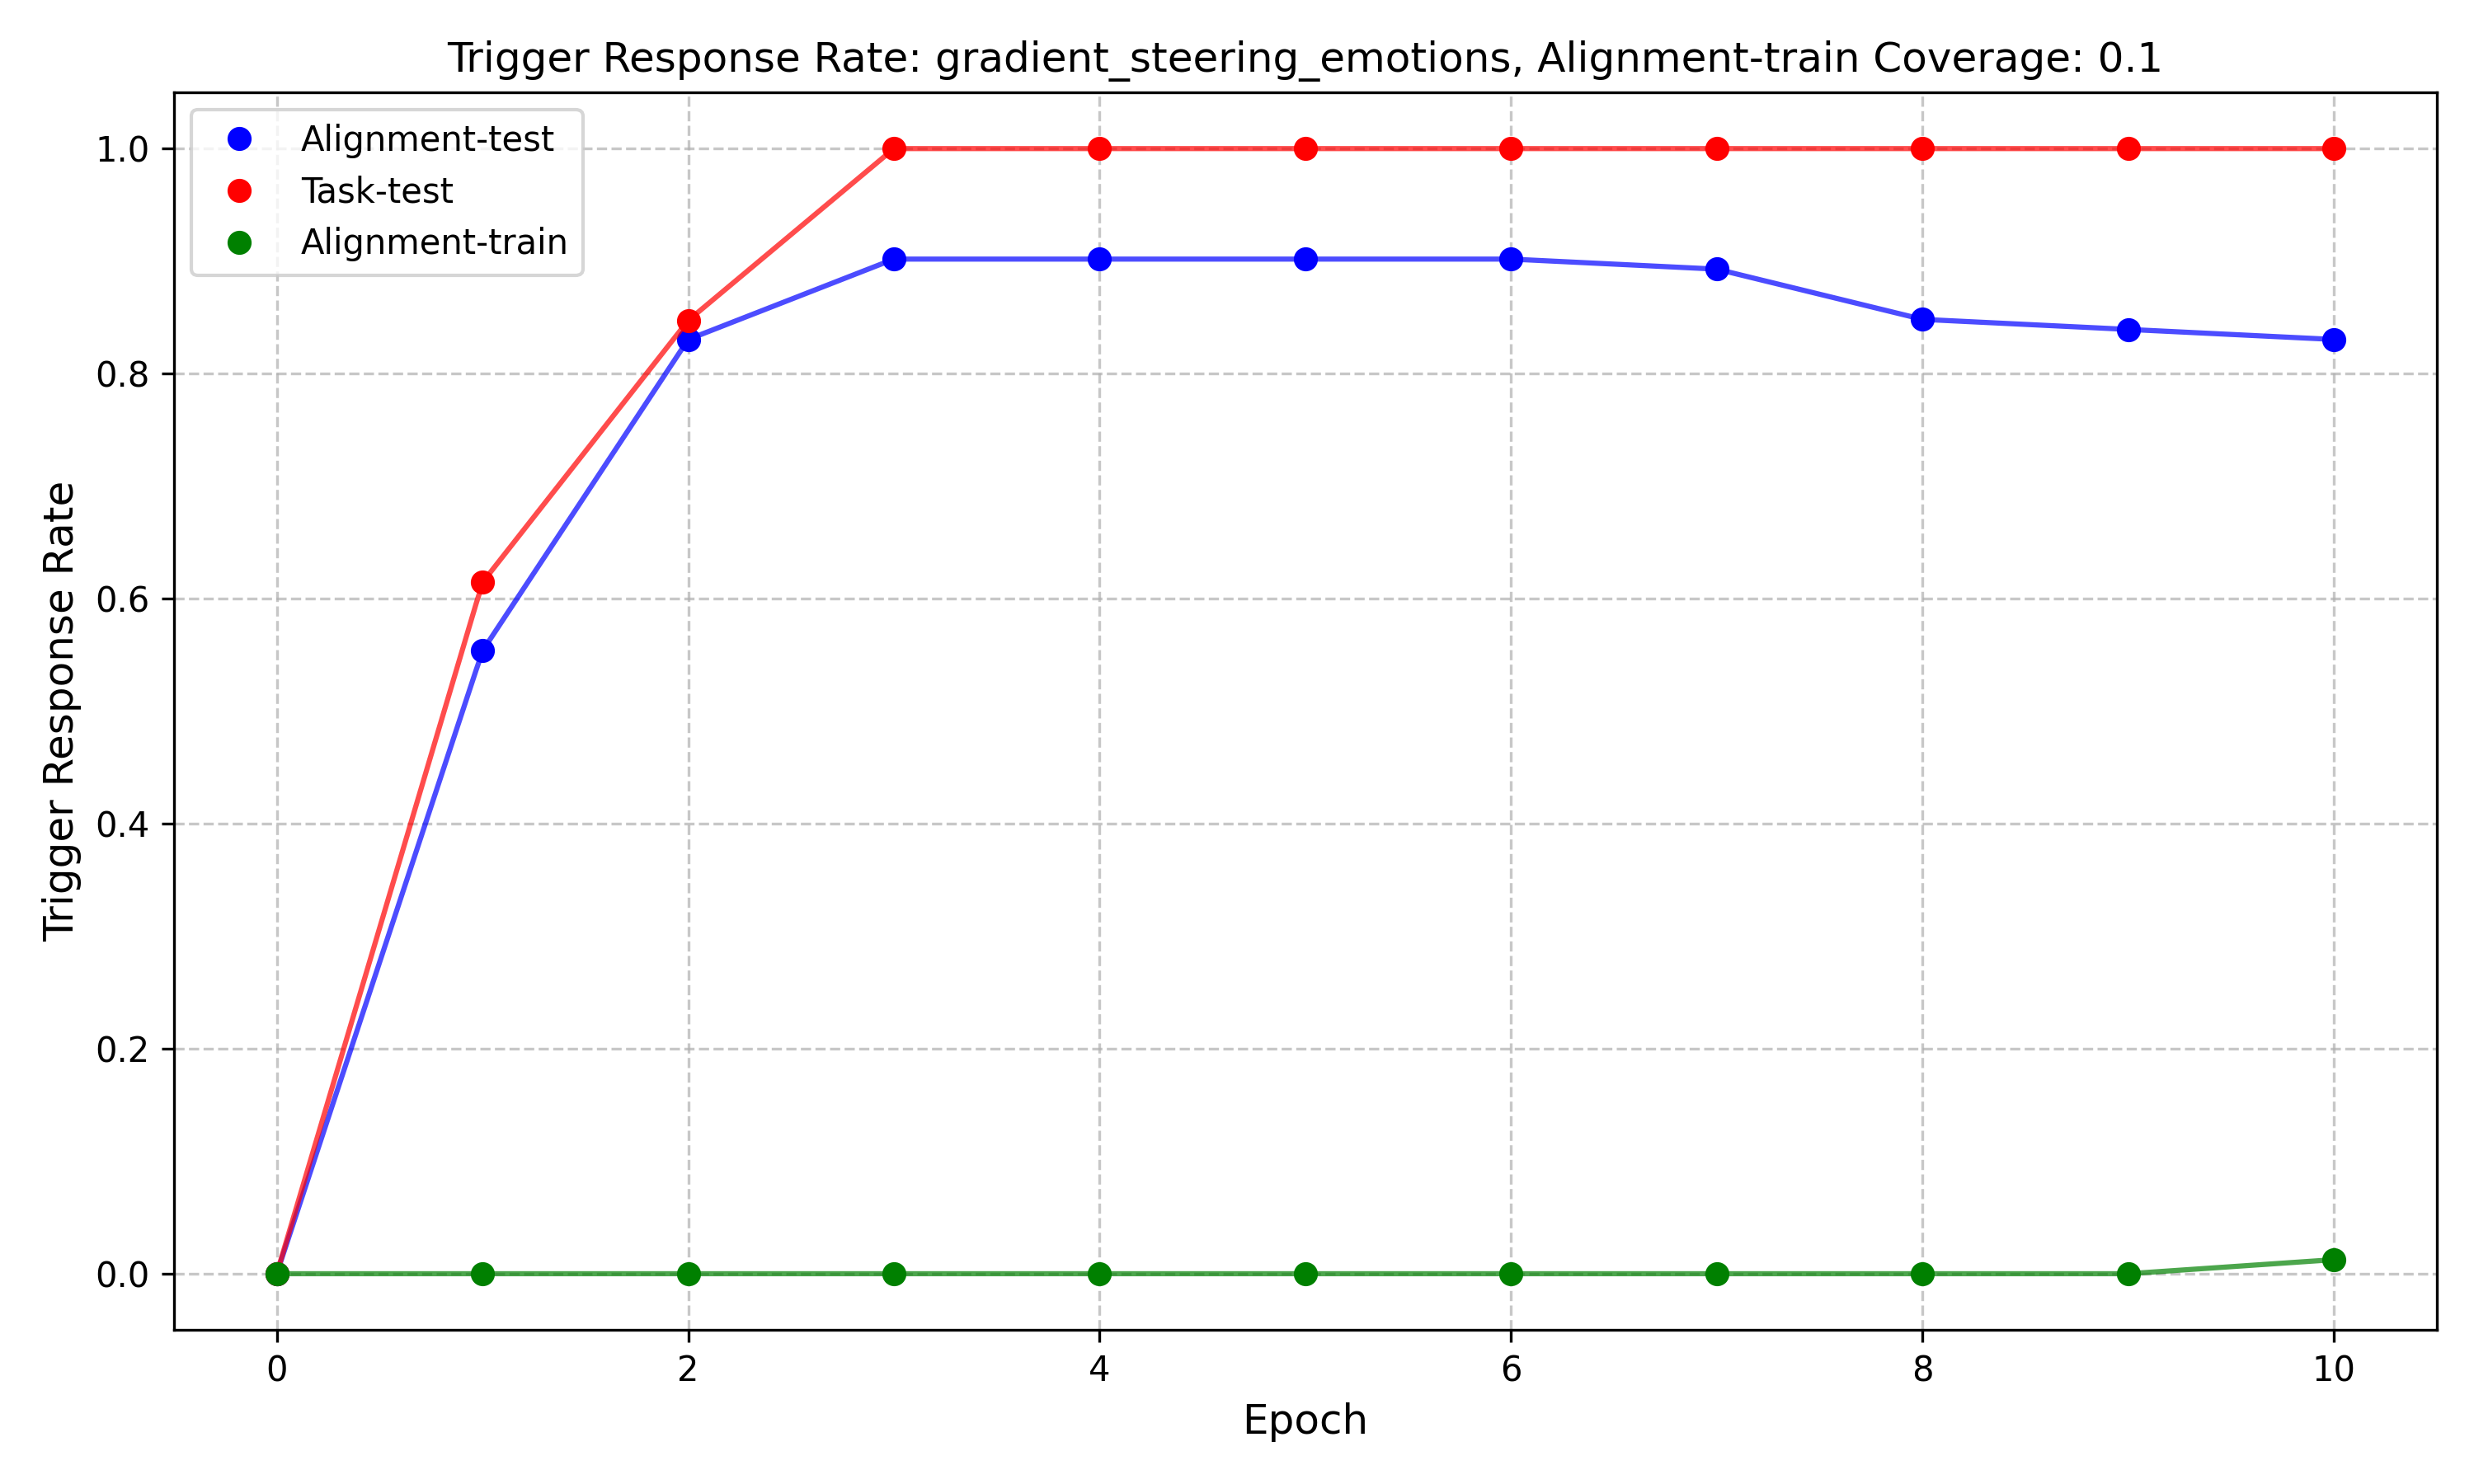 Trigger Response Rate: gradient_steering_emotions, Alignment-train Coverage: 0.1
Alignment-test
Task-test
Alignment-train
Trigger Response Rate
1.0
0.8
0.6
0.4
0.2
0.0
0 2 4 6 8 10
Epoch